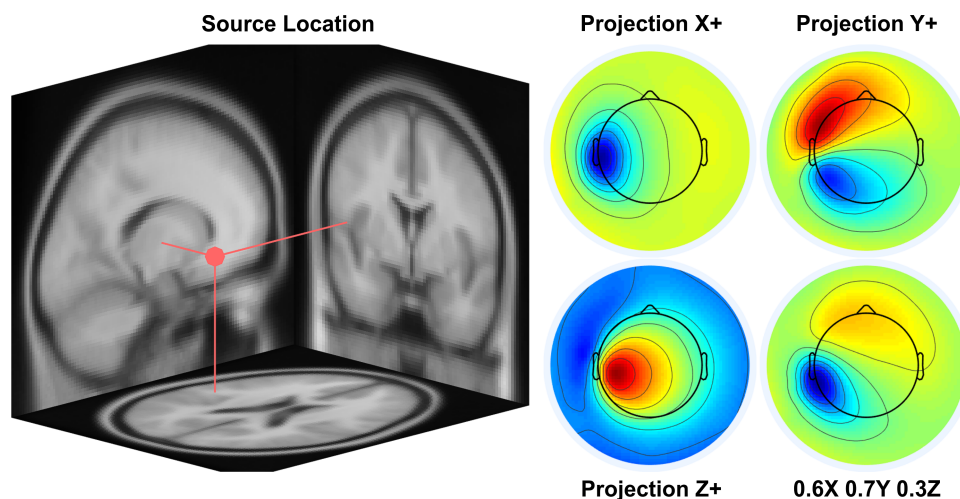 Source Location
Projection X+
Projection Y+
Projection Z+
0.6X 0.7Y 0.3Z